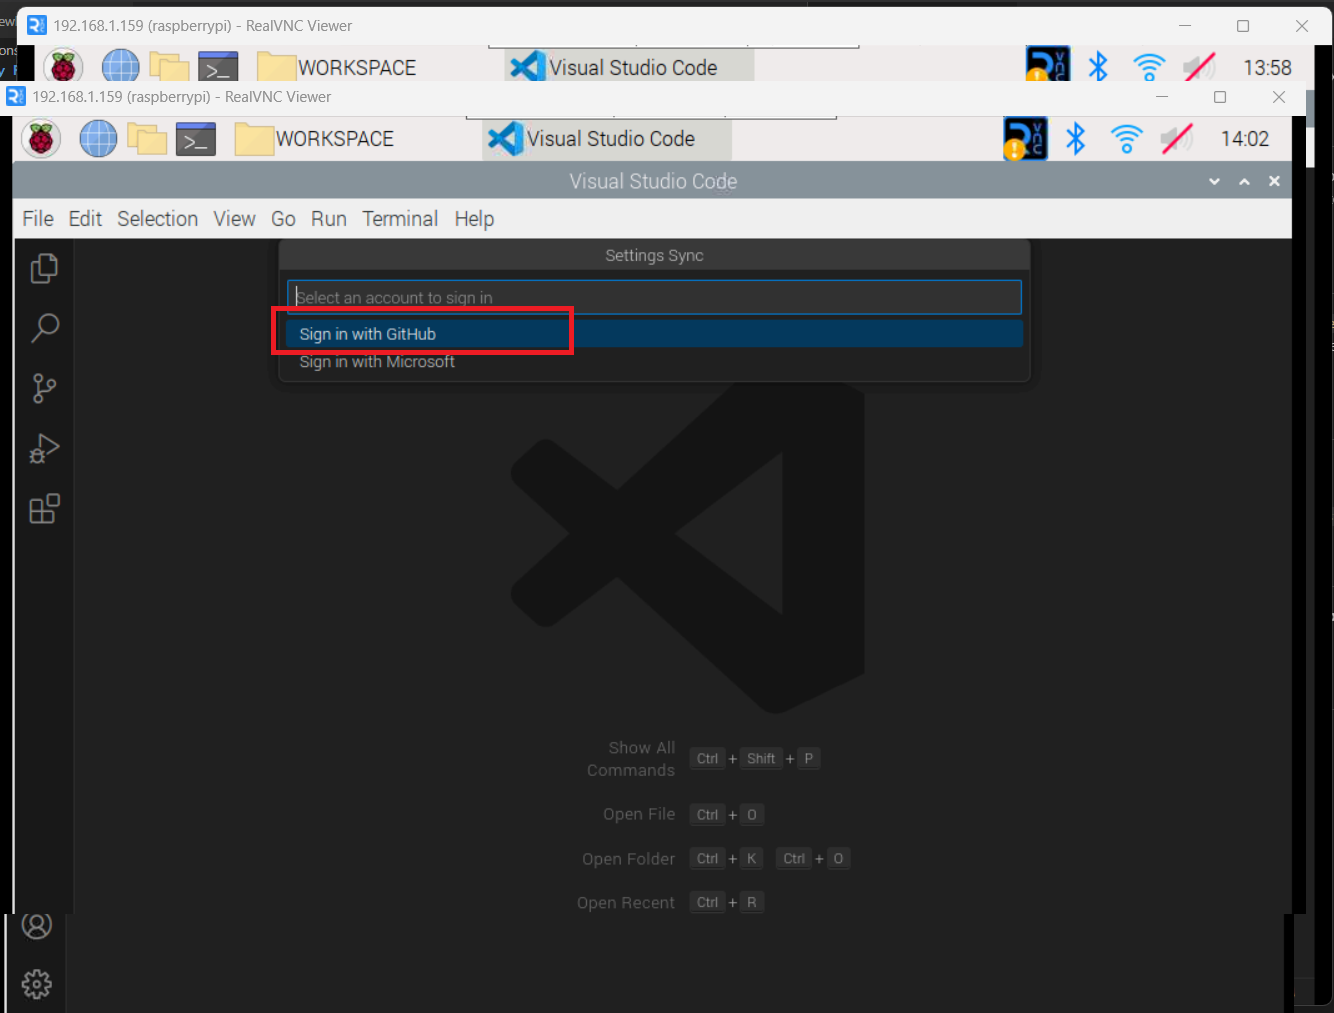 192.168.1.159 (raspberrypi) - RealVNC Viewer
WORKSPACE
Visual Studio Code
13:58
192.168.1.159 (raspberrypi) - RealVNC Viewer
WORKSPACE
Visual Studio Code
14:02
Visual Studio Code
File Edit Selection View Go Run Terminal Help
Settings Sync
Select an account to sign in
Sign in with GitHub
Sign in with Microsoft
Show All
Commands
Ctrl + Shift + P
Open File Ctrl + O
Open Folder Ctrl + K Ctrl + O
Open Recent Ctrl + R